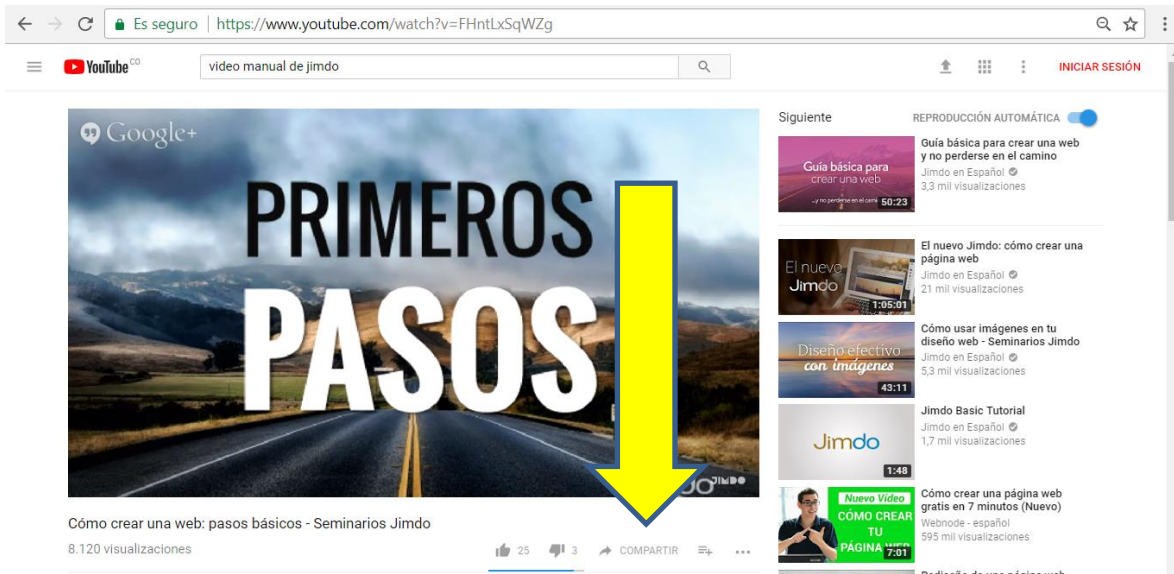 Es seguro | https://www.youtube.com/watch?v=FHntLxSqWZg
YouTube CO
video manual de jimdo
INICIAR SESIÓN
Google+
PRIMEROS
PASOS
JIMDO
Cómo crear una web: pasos básicos - Seminarios Jimdo
8.120 visualizaciones
25 3 COMPARTIR
Siguiente REPRODUCCIÓN AUTOMÁTICA
Guía básica para
crear una web
50:23
Guía básica para crear una web
y no perderse en el camino
Jimdo en Español
3,3 mil visualizaciones
El nuevo
Jimdo
1:05:01
El nuevo Jimdo: cómo crear una
página web
Jimdo en Español
21 mil visualizaciones
Diseño efectivo
con imágenes
43:11
Cómo usar imágenes en tu
diseño web - Seminarios Jimdo
Jimdo en Español
5,3 mil visualizaciones
Jimdo
1:48
Jimdo Basic Tutorial
Jimdo en Español
1,7 mil visualizaciones
Nuevo Vídeo
CÓMO CREAR
TU
PÁGINA
7:01
Cómo crear una página web
gratis en 7 minutos (Nuevo)
Webnode - español
595 mil visualizaciones